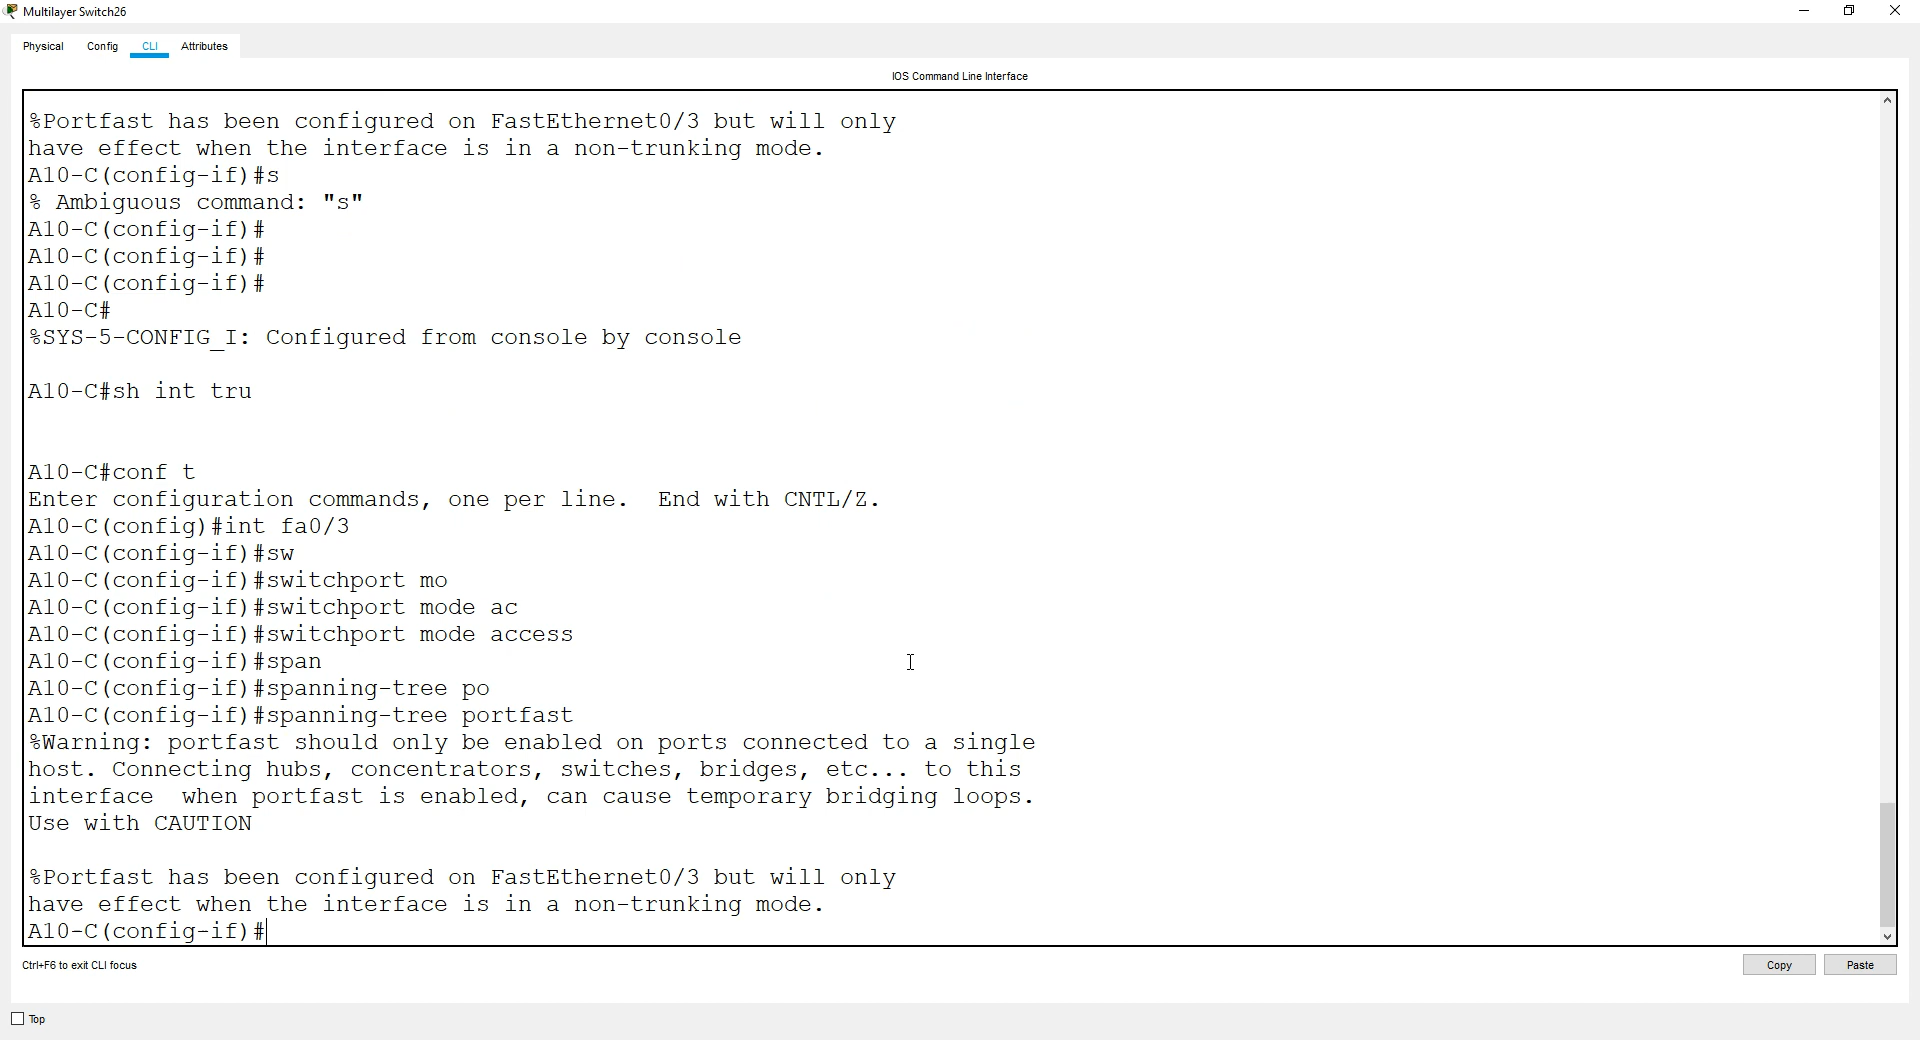 Multilayer Switch26
Physical Config CLI Attributes
IOS Command Line Interface
%Portfast has been configured on FastEthernet0/3 but will only
have effect when the interface is in a non-trunking mode.
A10-C(config-if)#s
% Ambiguous command: "s"
A10-C(config-if)#
A10-C(config-if)#
A10-C(config-if)#
A10-C#
%SYS-5-CONFIG_I: Configured from console by console
A10-C#sh int tru
A10-C#conf t
Enter configuration commands, one per line.  End with CNTL/Z.
A10-C(config)#int fa0/3
A10-C(config-if)#sw
A10-C(config-if)#switchport mo
A10-C(config-if)#switchport mode ac
A10-C(config-if)#switchport mode access
A10-C(config-if)#span
A10-C(config-if)#spanning-tree po
A10-C(config-if)#spanning-tree portfast
%Warning: portfast should only be enabled on ports connected to a single
host. Connecting hubs, concentrators, switches, bridges, etc... to this
interface  when portfast is enabled, can cause temporary bridging loops.
Use with CAUTION
%Portfast has been configured on FastEthernet0/3 but will only
have effect when the interface is in a non-trunking mode.
A10-C(config-if)#
Ctrl+F6 to exit CLI focus
Copy Paste
Top